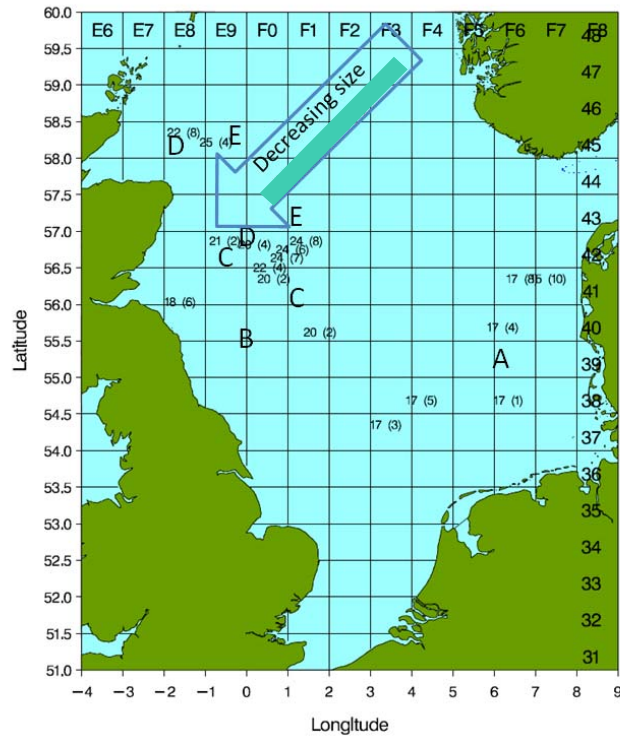 60.0 E6 E7 E8 E9 F0 F1 F2 F3 F4 F5 F6 F7 F8
48
59.5
59.0 47
58.5 46
Decreasing size
22 (8) E
D 25 (4) 45
58.0
57.5 44
57.0 E 43
D
21 (2) (4) 24 (8)
C 24 (6)
24 (7) 42
56.5 22 (4)
20 (2) 17 (8) (10)
C 41
56.0 18 (6)
B 20 (2) 17 (4) 40
55.5
A 39
55.0
17 (5) 17 (1) 38
54.5
17 (3) 37
54.0
36
53.5
35
53.0
34
52.5
33
52.0
32
51.5
31
51.0
−4 −3 −2 −1 0 1 2 3 4 5 6 7 8 9
Longltude
Latitude